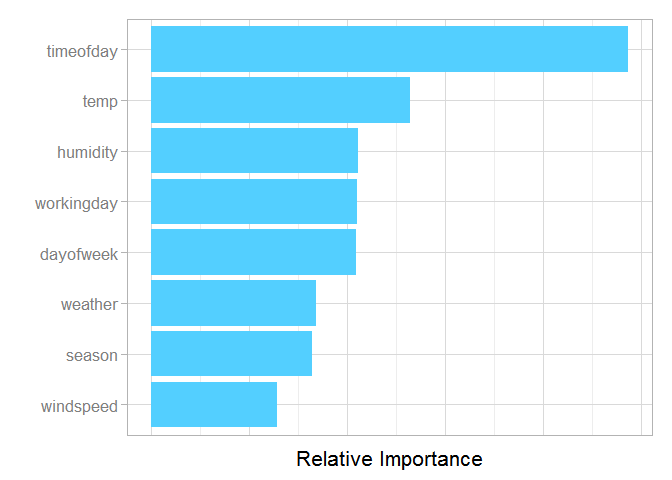 timeofday
temp
humidity
workingday
dayofweek
weather
season
windspeed
Relative Importance